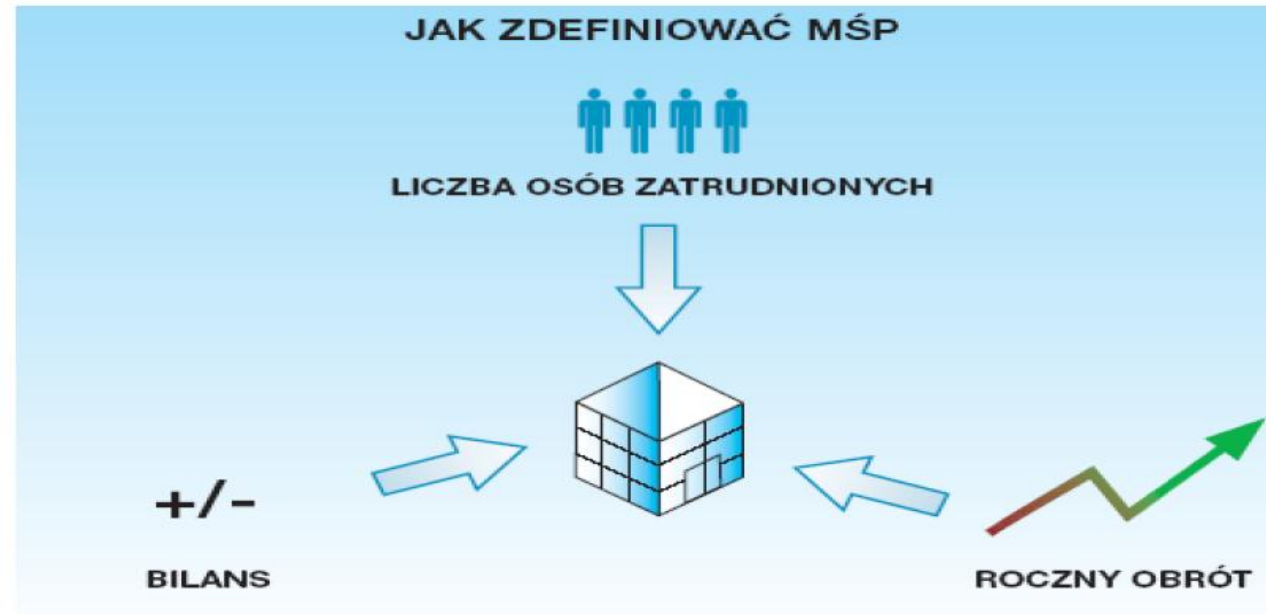 JAK ZDEFINIOWAĆ MŚP
LICZBA OSÓB ZATRUDNIONYCH
+/-
BILANS
ROCZNY OBRÓT